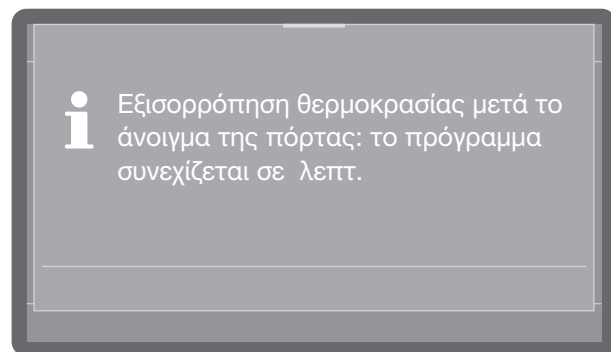 Εξισορρόπηση θερμοκρασίας μετά το
άνοιγμα της πόρτας: το πρόγραμμα
συνεχίζεται σε  λεπτ.